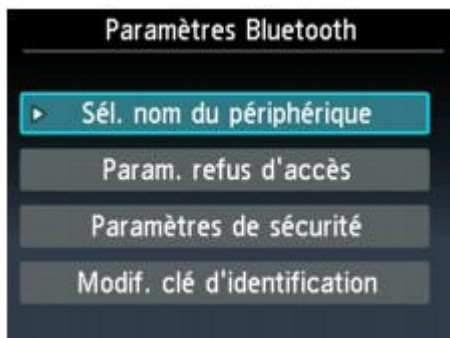 Paramètres Bluetooth
Sél. nom du périphérique
Param. refus d'accès
Paramètres de sécurité
Modif. clé d'identification